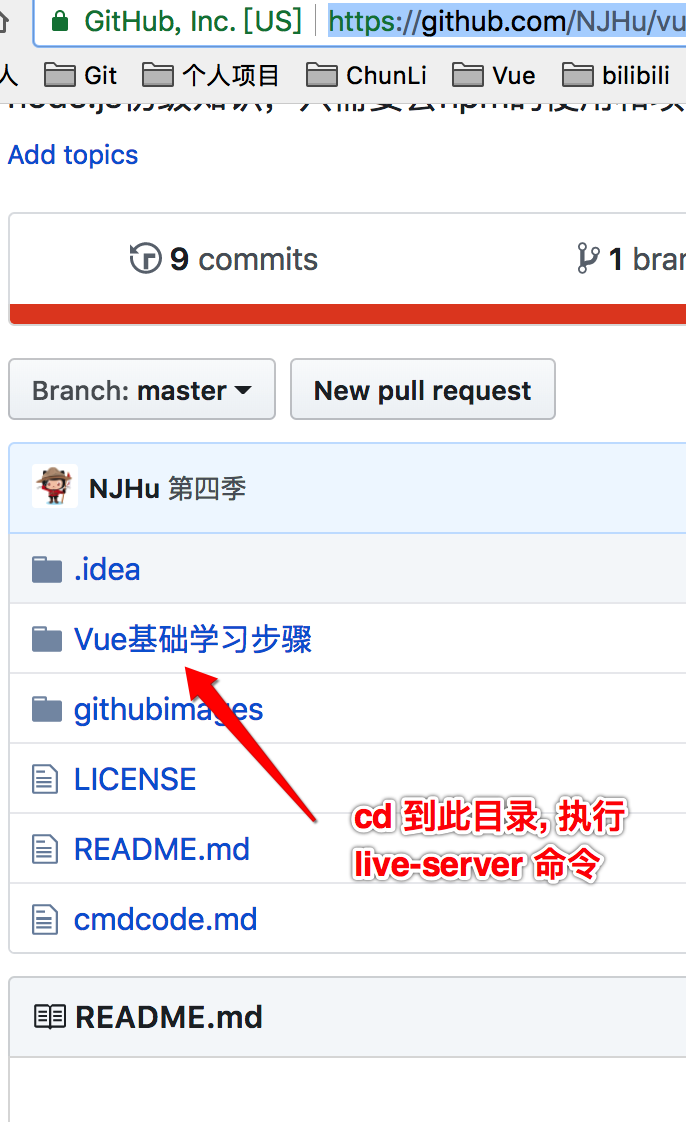 GitHub, Inc. [US] https://github.com/NJHu/vu
人 Git 个人项目 ChunLi Vue bilibili
Add topics
9 commits 1 bran
Branch: master New pull request
NJHu 第四季
.idea
Vue基础学习步骤
githubimages
LICENSE
cd 到此目录, 执行
README.md
live-server 命令
cmdcode.md
README.md